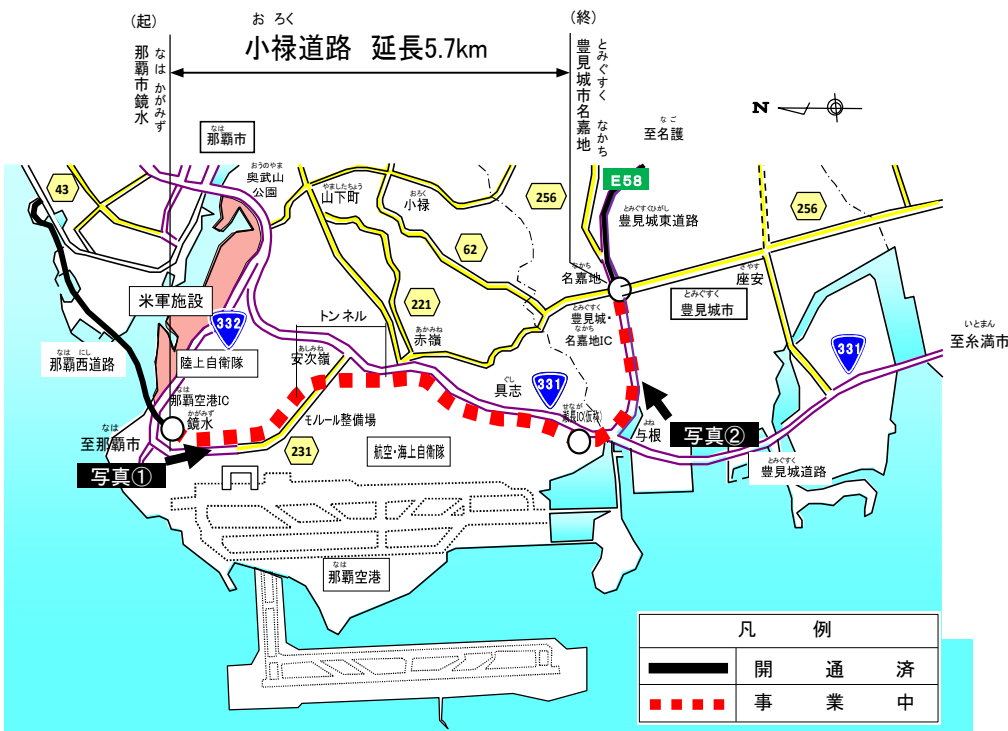 (起)
なは かがみず
那覇市鏡水
お ろく
小禄道路 延長5.7km
(終)
とみぐすく なかち
豊見城市名嘉地
N
なご
至名護
E58
とみぐすくひがし
豊見城東道路
なは
那覇市
おうのやま
奥武山
公園
やましたちょう
山下町
おろく
小禄
43
256
256
62
221
なかち
名嘉地
とみぐすく
豊見城・
なかち
名嘉地IC
とみぐすく
豊見城市
ざやす
座安
米軍施設
332
トンネル
あかみね
赤嶺
あしみね
安次嶺
陸上自衛隊
なは にし
那覇西道路
なは
那覇空港IC
かがみず
鏡水
なは
至那覇市
写真①
モルール整備場
231
航空・海上自衛隊
ぐし
具志
331
せなが
よね
与根
写真②
331
いとまん
至糸満市
とみぐすく
豊見城道路
なは
那覇空港
凡 例
開 通 済
事 業 中